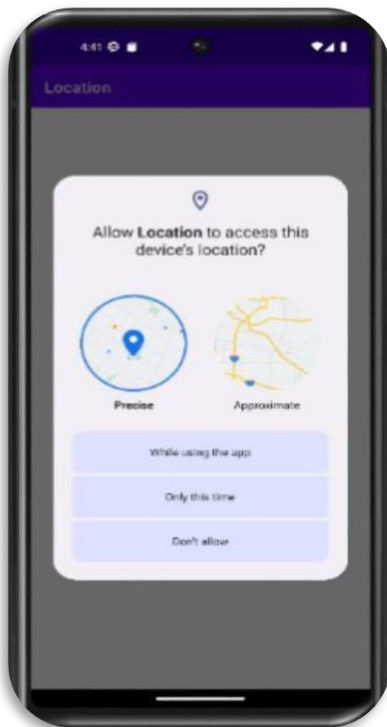 4:41
Location
Allow Location to access this
device's location?
Precise Approximate
While using the app
Only this time
Don't allow